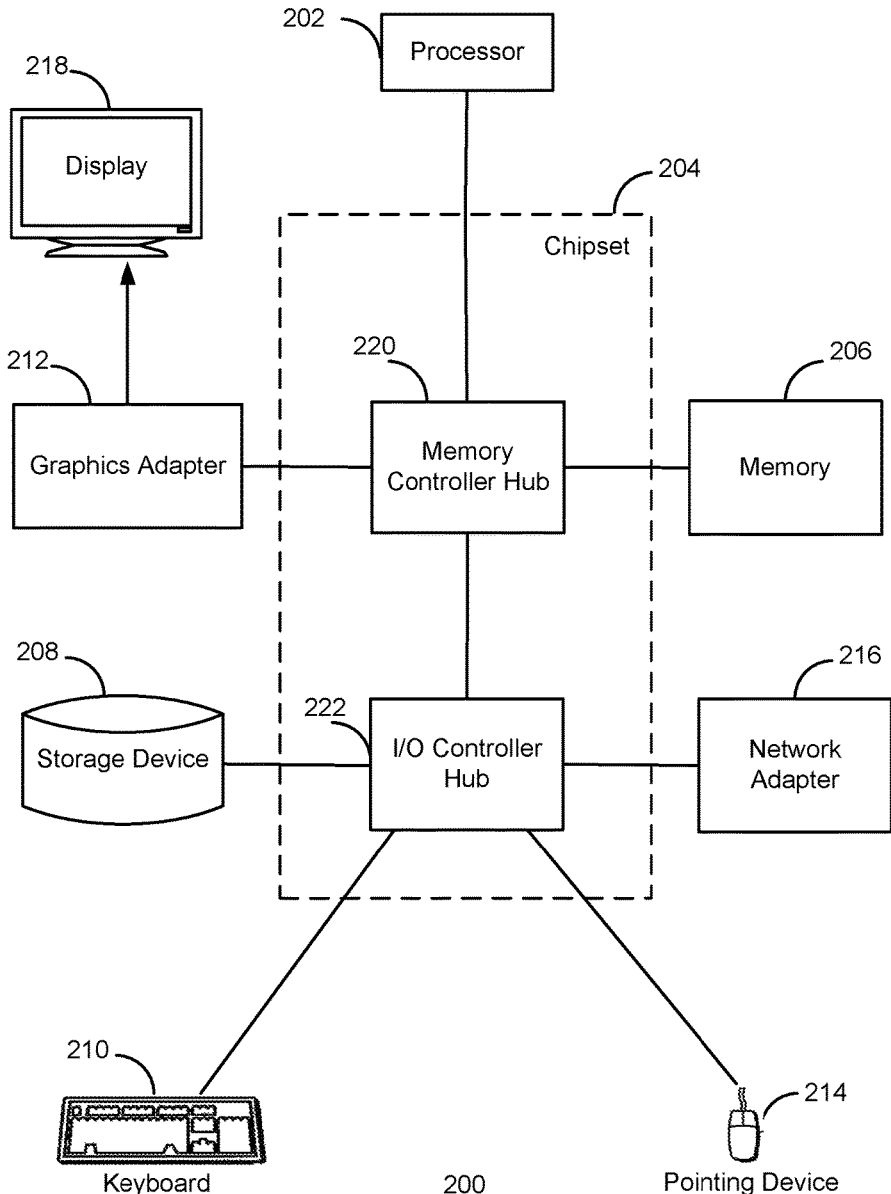 202
Processor
218
Display
204
Chipset
212
220
206
Graphics Adapter
Memory
Controller Hub
Memory
208
222
216
Storage Device
I/O Controller
Hub
Network
Adapter
210
214
Keyboard
200
Pointing Device